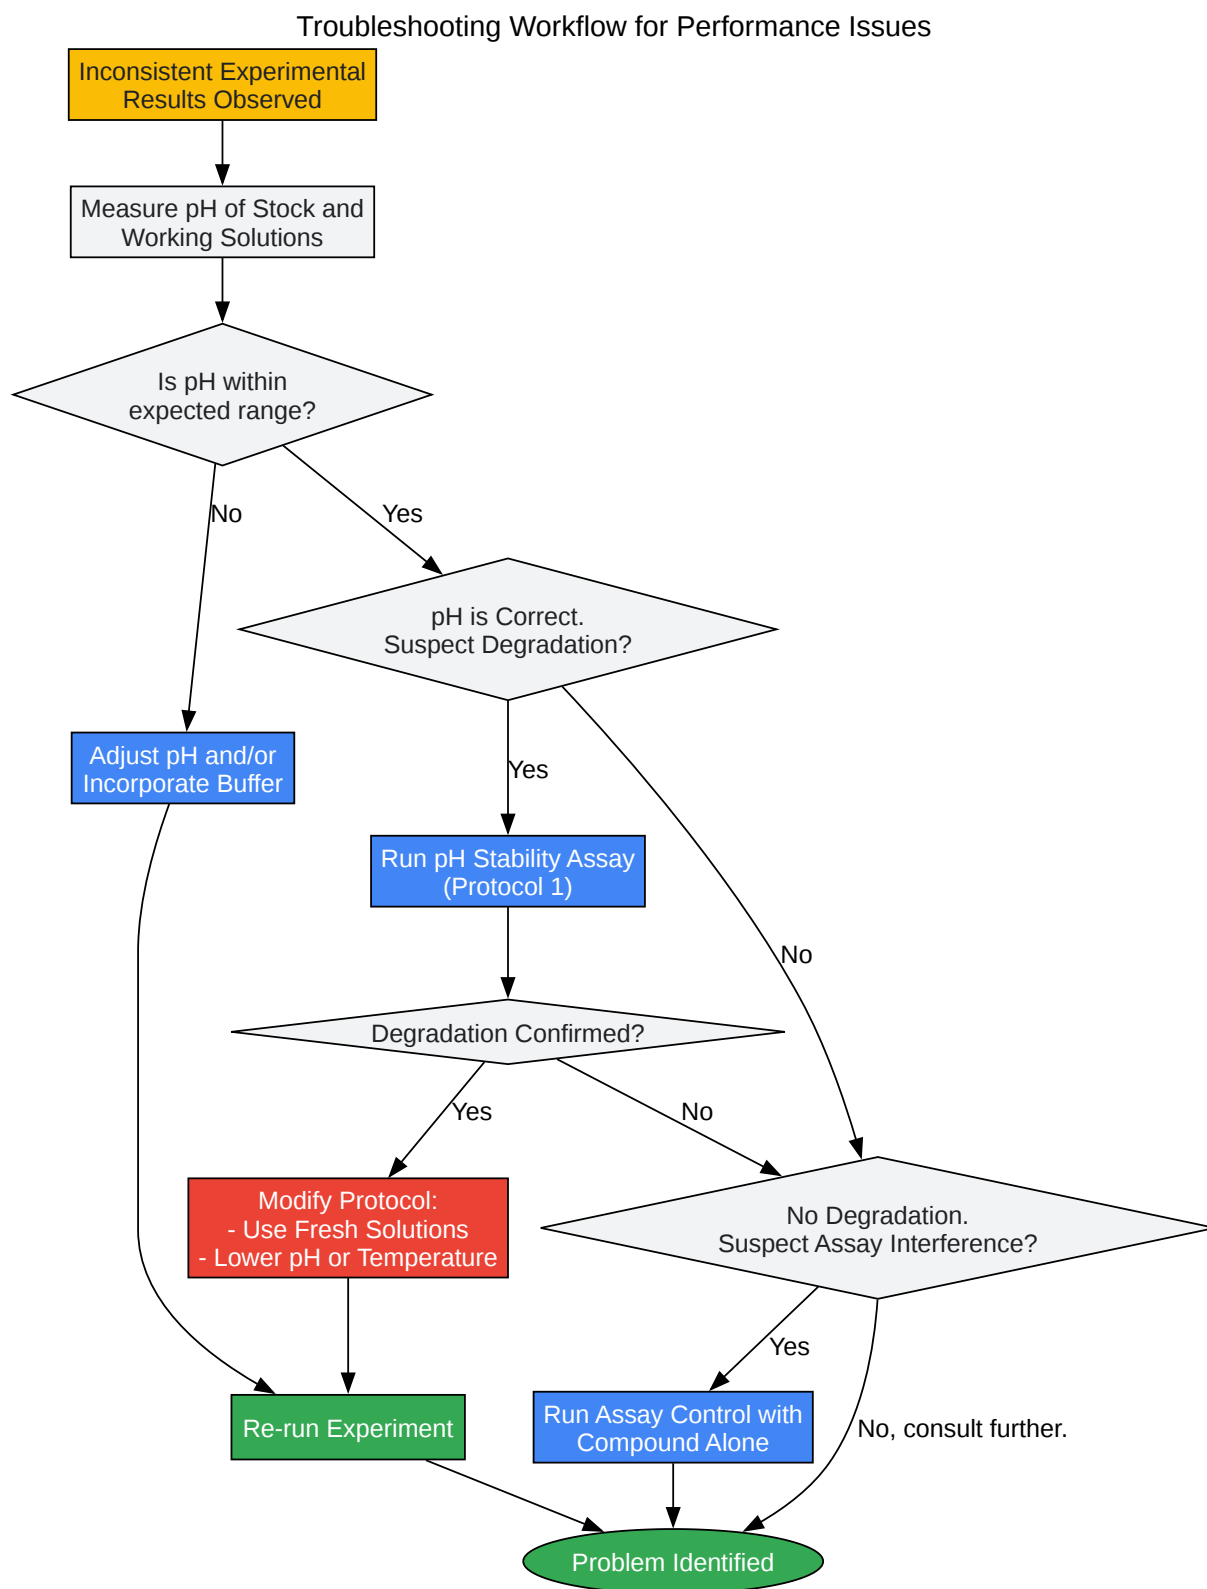 Troubleshooting Workflow for Performance Issues
Inconsistent Experimental
Results Observed
Measure pH of Stock and
Working Solutions
Is pH within
expected range?
No
Yes
pH is Correct.
Suspect Degradation?
Adjust pH and/or
Incorporate Buffer
Yes
Run pH Stability Assay
(Protocol 1)
No
Degradation Confirmed?
Yes
No
Modify Protocol:
- Use Fresh Solutions
- Lower pH or Temperature
No Degradation.
Suspect Assay Interference?
Yes
Re-run Experiment
Run Assay Control with
Compound Alone
No, consult further.
Problem Identified